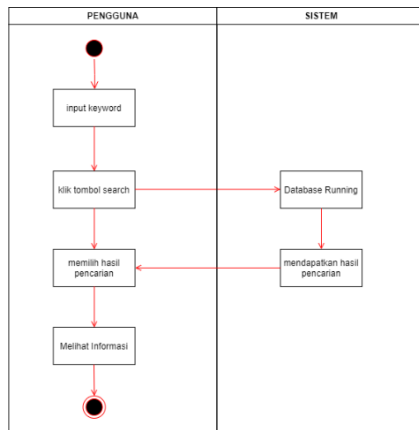 PENGGUNA
SISTEM
input keyword
klik tombol search
Database Running
memilih hasil
pencarian
mendapatkan hasil
pencarian
Melihat Informasi